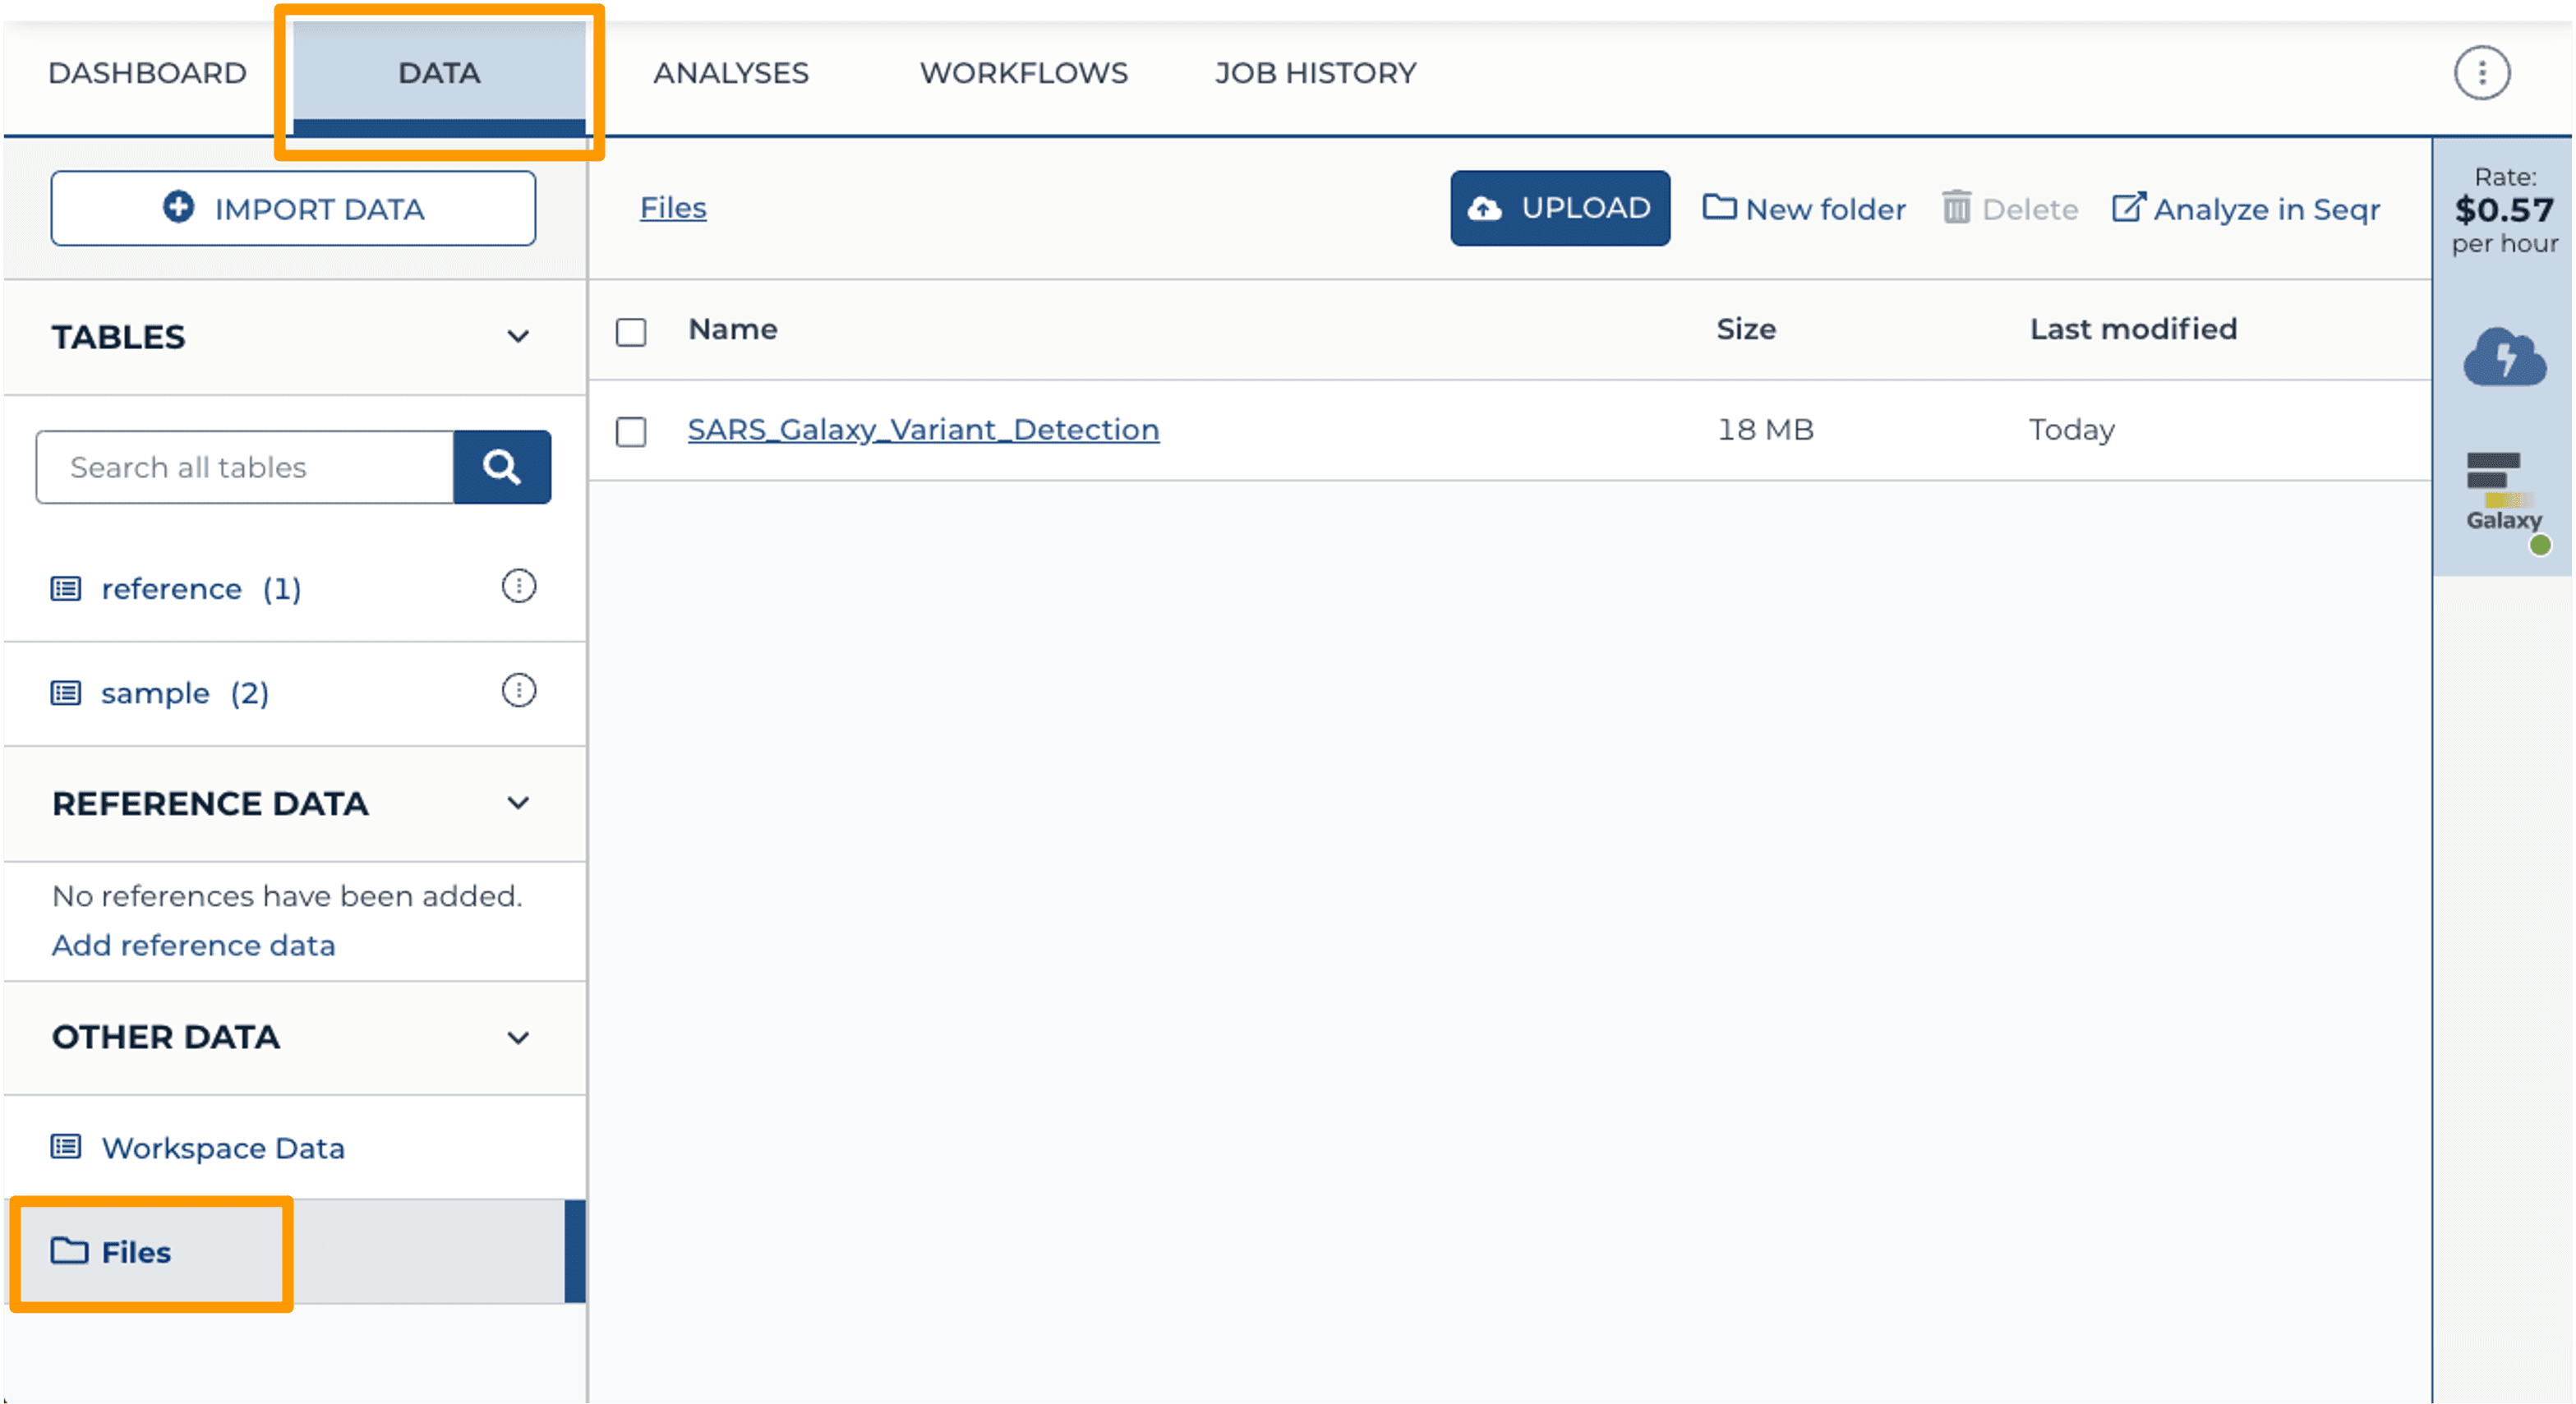 DASHBOARD DATA ANALYSES WORKFLOWS JOB HISTORY
IMPORT DATA
Files UPLOAD New folder Delete Analyze in Seqr
Rate:
$0.57
per hour
TABLES
Name Size Last modified
Search all tables
SARS_Galaxy_Variant_Detection 18 MB Today
Galaxy
reference (1)
sample (2)
REFERENCE DATA
No references have been added.
Add reference data
OTHER DATA
Workspace Data
Files